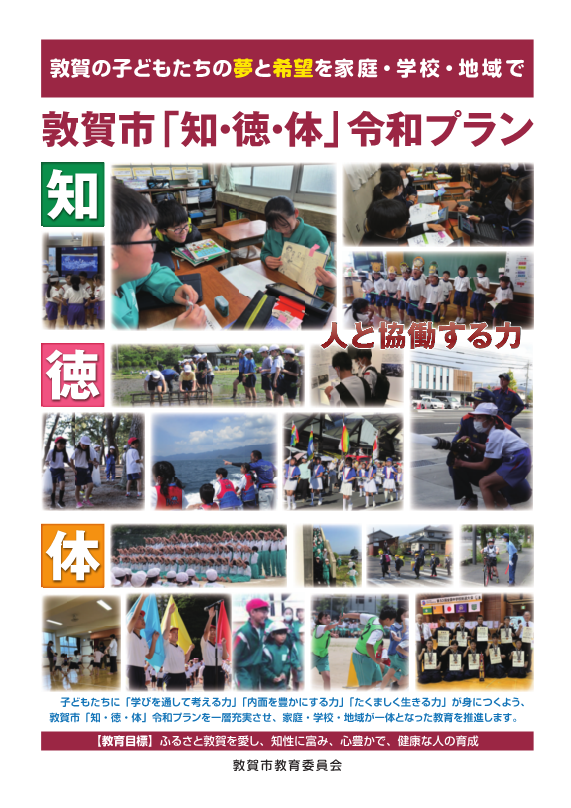 敦賀の子どもたちの夢と希望を家庭・学校・地域で
敦賀市「知・徳・体」令和プラン
知
人と協働する力
徳
体
子どもたちに「学びを通して考える力」「内面を豊かにする力」「たくましく生きる力」が身につくよう、
敦賀市「知・徳・体」令和プランを一層充実させ、家庭・学校・地域が一体となった教育を推進します。
【教育目標】ふるさと敦賀を愛し、知性に富み、心豊かで、健康な人の育成
敦賀市教育委員会